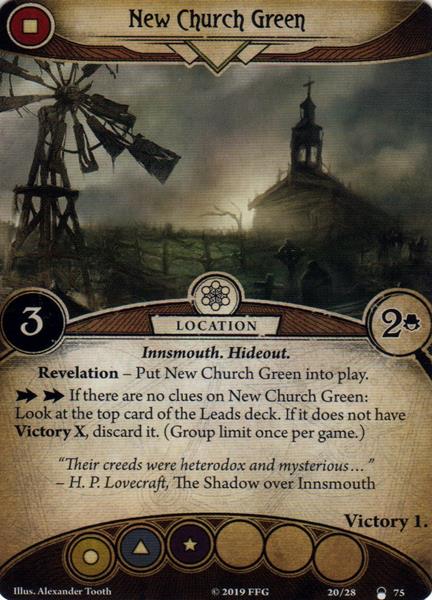 New Church Green
3
LOCATION
2
Innsmouth. Hideout.
Revelation – Put New Church Green into play.
If there are no clues on New Church Green:
Look at the top card of the Leads deck. If it does not
have Victory X, discard it. (Group limit once per game.)
“Their creeds were heterodox and mysterious…”
– H. P. Lovecraft, The Shadow over Innsmouth
Victory 1.
Illus. Alexander Tooth
© 2019 FFG
20/28
75